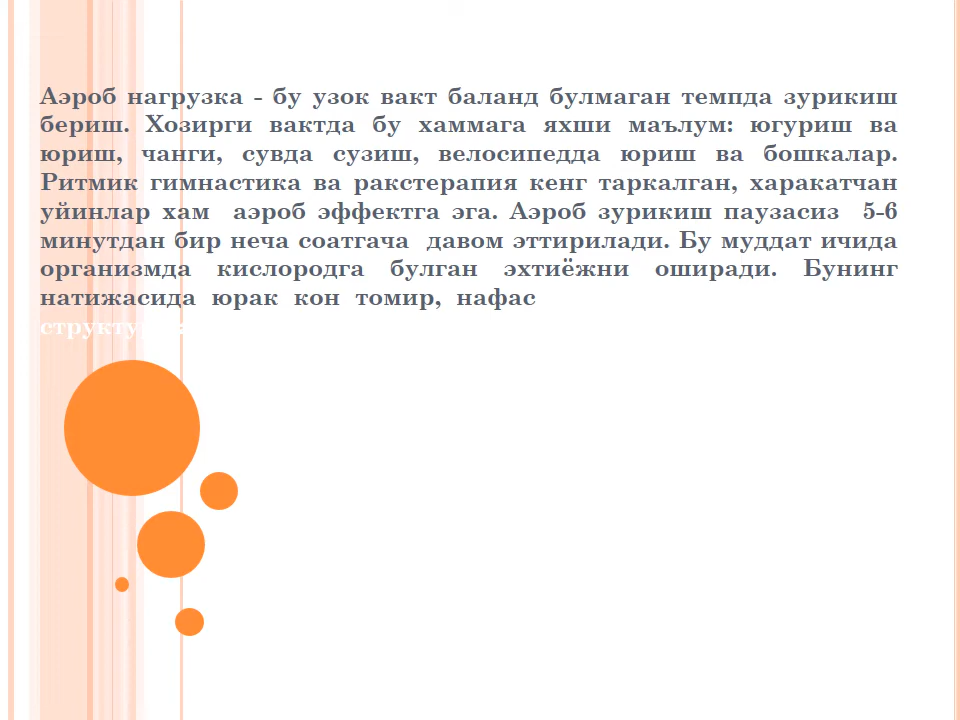 Аэроб нагрузка - бу узок вакт баланд булмаган темпда зурикиш
бериш. Хозирги вактда бу хаммага яхши маълум: югуриш ва
юриш, чанги, сувда сузиш, велосипедда юриш ва бошкалар.
Ритмик гимнастика ва ракстерапия кенг таркалган, харакатчан
уйинлар хам аэроб эффектга эга. Аэроб зурикиш паузасиз 5-6
минутдан бир неча соатгача давом эттирилади. Бу муддат ичида
организмда кислородга булган эхтиёжни оширади. Бунинг
натижасида юрак кон томир, нафас